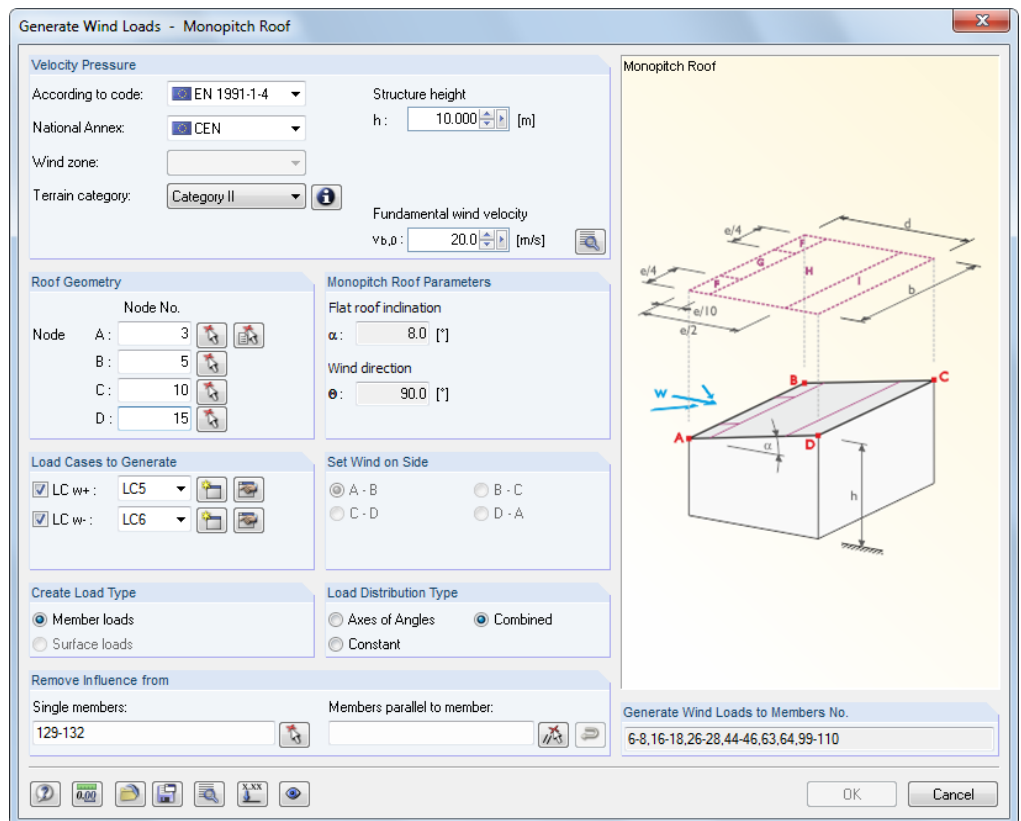 Generate Wind Loads - Monopitch Roof
Velocity Pressure
According to code: EN 1991-1-4
Structure height
h : 10.000 [m]
National Annex: CEN
Wind zone:
Terrain category: Category II
Fundamental wind velocity
vb,0 : 20.0 [m/s]
Roof Geometry
Node No.
Node A : 3
B : 5
C : 10
D : 15
Monopitch Roof Parameters
Flat roof inclination
α: 8.0 [°]
Wind direction
Θ: 90.0 [°]
Load Cases to Generate
LC w+ : LC5
LC w- : LC6
Set Wind on Side
A - B B - C
C - D D - A
Create Load Type
Member loads
Surface loads
Load Distribution Type
Axes of Angles Combined
Constant
Remove Influence from
Single members:
129-132
Members parallel to member:
Monopitch Roof
d
e/4
F
G
H
e/4
F
I
b
e/10
e/2
B
C
W
A
α
D
h
Generate Wind Loads to Members No.
6-8,16-18,26-28,44-46,63,64,99-110
0.00
x.xx
OK Cancel